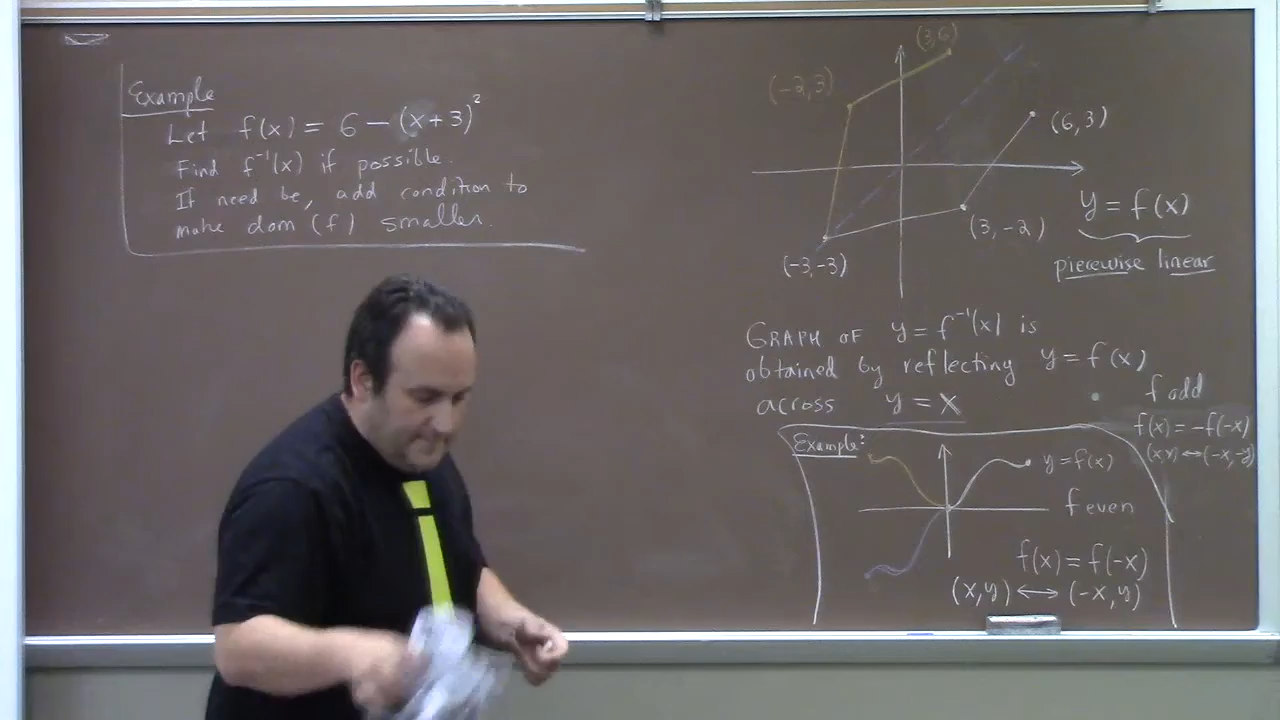 Example
Let f(x) = 6 − (x+3)²
Find f⁻¹(x) if possible.
If need be, add condition to
make dom (f) smaller.
(3,6)
(−2,3)
(6,3)
(3,−2)
(−3,−3)
y = f(x)
piecewise linear
GRAPH OF y = f⁻¹(x) is
obtained by reflecting y = f(x)
across y = x
f odd
f(x) = −f(−x)
(x,y) ↔ (−x,−y)
Example:
y = f(x)
f even
f(x) = f(−x)
(x,y) ↔ (−x,y)